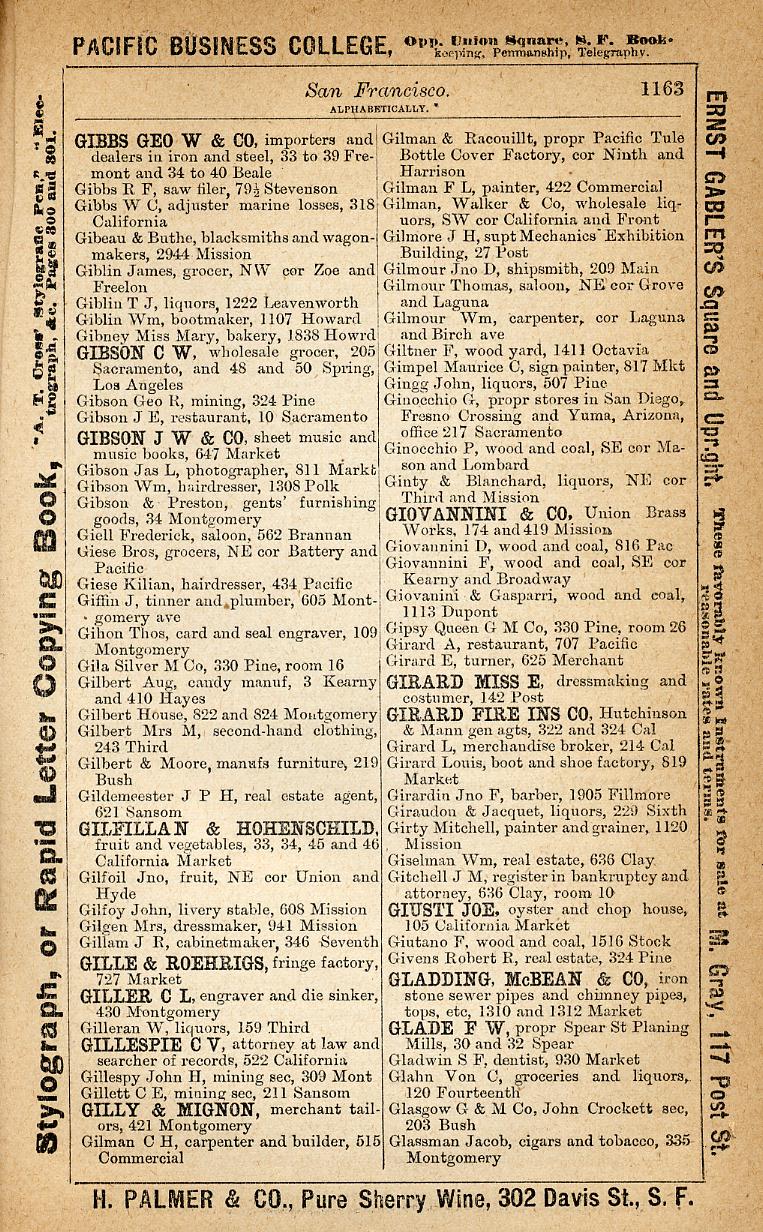 PACIFIC BUSINESS COLLEGE, Opp. Union Square, S. F. Book-
keeping, Penmanship, Telegraphy.
San Francisco. 1163
ALPHABETICALLY.
GIBBS GEO W & CO, importers and
dealers in iron and steel, 33 to 39 Fre-
mont and 34 to 40 Beale
Gibbs R F, saw filer, 79½ Stevenson
Gibbs W C, adjuster marine losses, 318
California
Gibeau & Buthe, blacksmiths and wagon-
makers, 2944 Mission
Giblin James, grocer, NW cor Zoe and
Freelon
Giblin T J, liquors, 1222 Leavenworth
Giblin Wm, bootmaker, 1107 Howard
Gibney Miss Mary, bakery, 1838 Howrd
GIBSON C W, wholesale grocer, 205
Sacramento, and 48 and 50 Spring,
Los Angeles
Gibson Geo R, mining, 324 Pine
Gibson J E, restaurant, 10 Sacramento
GIBSON J W & CO, sheet music and
music books, 647 Market
Gibson Jas L, photographer, 811 Markt
Gibson Wm, hairdresser, 1308 Polk
Gibson & Preston, gents' furnishing
goods, 34 Montgomery
Giell Frederick, saloon, 562 Brannan
Giese Bros, grocers, NE cor Battery and
Pacific
Giese Kilian, hairdresser, 434 Pacific
Giffin J, tinner and plumber, 605 Mont-
gomery ave
Gihon Thos, card and seal engraver, 109
Montgomery
Gila Silver M Co, 330 Pine, room 16
Gilbert Aug, candy manuf, 3 Kearny
and 410 Hayes
Gilbert House, 822 and 824 Montgomery
Gilbert Mrs M, second-hand clothing,
243 Third
Gilbert & Moore, manufs furniture, 219
Bush
Gildemeester J P H, real estate agent,
621 Sansom
GILFILLAN & HOHENSCHILD,
fruit and vegetables, 33, 34, 45 and 46
California Market
Gilfoil Jno, fruit, NE cor Union and
Hyde
Gilfoy John, livery stable, 608 Mission
Gilgen Mrs, dressmaker, 941 Mission
Gillam J R, cabinetmaker, 346 Seventh
GILLE & ROEHRIGS, fringe factory,
727 Market
GILLER C L, engraver and die sinker,
430 Montgomery
Gilleran W, liquors, 159 Third
GILLESPIE C V, attorney at law and
searcher of records, 522 California
Gillespy John H, mining sec, 309 Mont
Gillett C E, mining sec, 211 Sansom
GILLY & MIGNON, merchant tail-
ors, 421 Montgomery
Gilman C H, carpenter and builder, 515
Commercial
Gilman & Racouillt, propr Pacific Tule
Bottle Cover Factory, cor Ninth and
Harrison
Gilman F L, painter, 422 Commercial
Gilman, Walker & Co, wholesale liq-
uors, SW cor California and Front
Gilmore J H, supt Mechanics' Exhibition
Building, 27 Post
Gilmour Jno D, shipsmith, 209 Main
Gilmour Thomas, saloon, NE cor Grove
and Laguna
Gilmour Wm, carpenter, cor Laguna
and Birch ave
Giltner F, wood yard, 1411 Octavia
Gimpel Maurice C, sign painter, 817 Mkt
Gingg John, liquors, 507 Pine
Ginocchio G, propr stores in San Diego,
Fresno Crossing and Yuma, Arizona,
office 217 Sacramento
Ginocchio P, wood and coal, SE cor Ma-
son and Lombard
Ginty & Blanchard, liquors, NE cor
Third and Mission
GIOVANNINI & CO, Union Brass
Works, 174 and 419 Mission
Giovannini D, wood and coal, 816 Pac
Giovannini F, wood and coal, SE cor
Kearny and Broadway
Giovanini & Gasparri, wood and coal,
1113 Dupont
Gipsy Queen G M Co, 330 Pine, room 26
Girard A, restaurant, 707 Pacific
Girard E, turner, 625 Merchant
GIRARD MISS E, dressmaking and
costumer, 142 Post
GIRARD FIRE INS CO, Hutchinson
& Mann gen agts, 322 and 324 Cal
Girard L, merchandise broker, 214 Cal
Girard Louis, boot and shoe factory, 819
Market
Girardin Jno F, barber, 1905 Fillmore
Giraudon & Jacquet, liquors, 229 Sixth
Girty Mitchell, painter and grainer, 1120
Mission
Giselman Wm, real estate, 636 Clay
Gitchell J M, register in bankruptcy and
attorney, 636 Clay, room 10
GIUSTI JOE, oyster and chop house,
105 California Market
Giutano F, wood and coal, 1516 Stock
Givens Robert R, real estate, 324 Pine
GLADDING, McBEAN & CO, iron
stone sewer pipes and chimney pipes,
tops, etc, 1310 and 1312 Market
GLADE F W, propr Spear St Planing
Mills, 30 and 32 Spear
Gladwin S F, dentist, 930 Market
Glahn Von C, groceries and liquors,
120 Fourteenth
Glasgow G & M Co, John Crockett sec,
203 Bush
Glassman Jacob, cigars and tobacco, 335
Montgomery
Stylograph, or Rapid Letter Copying Book, "A. T. Cross' Stylografic Pen," "Elec-
trograph, &c. Pages 300 and 301.
ERNST GABLER'S Square and Upright. These favorably known Instruments for sale at M. Gray, 117 Post St.
reasonable rates and terms.
H. PALMER & CO., Pure Sherry Wine, 302 Davis St., S. F.